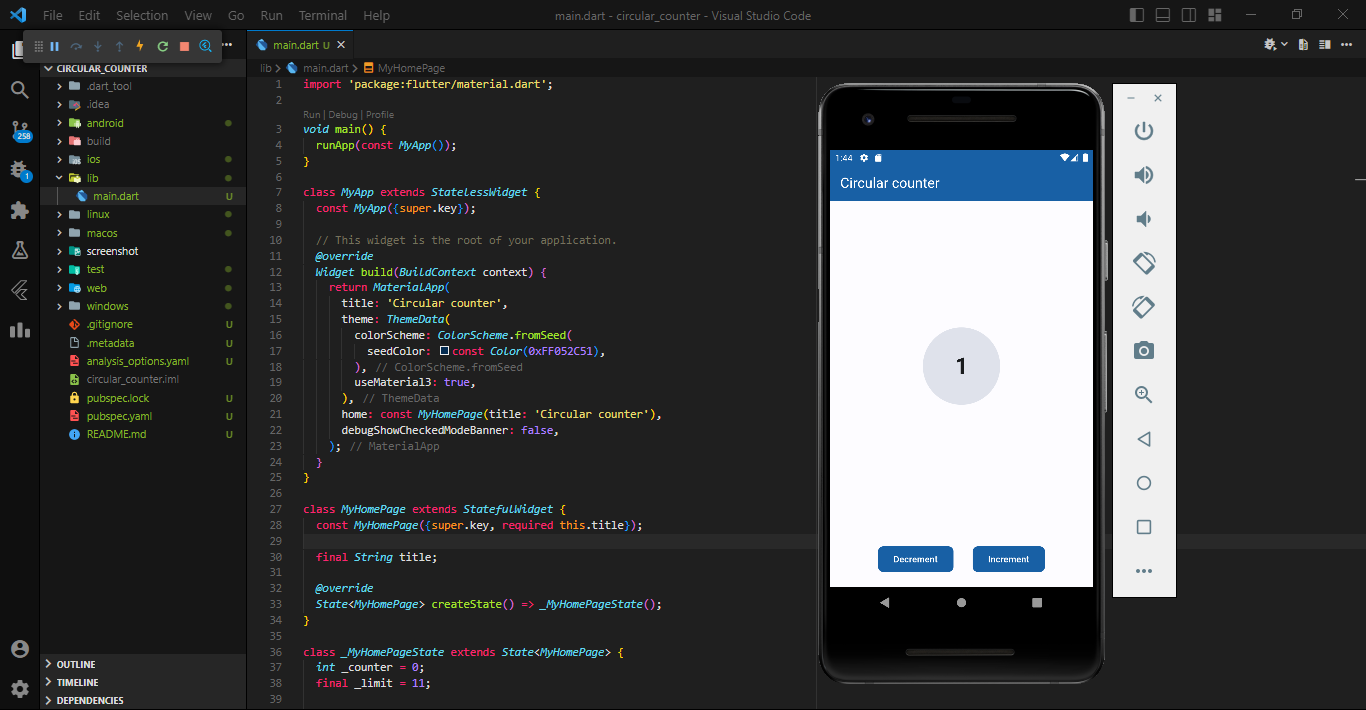 File Edit Selection View Go Run Terminal Help
main.dart - circular_counter - Visual Studio Code
main.dart U
lib > main.dart > MyHomePage
CIRCULAR_COUNTER
.dart_tool
.idea
android
build
ios
lib
main.dart U
linux
macos
screenshot
test
web
windows
.gitignore U
.metadata U
analysis_options.yaml U
circular_counter.iml
pubspec.lock U
pubspec.yaml U
README.md U
OUTLINE
TIMELINE
DEPENDENCIES
258
1
1 import 'package:flutter/material.dart';
2
Run | Debug | Profile
3 void main() {
4 runApp(const MyApp());
5 }
6
7 class MyApp extends StatelessWidget {
8 const MyApp({super.key});
9
10 // This widget is the root of your application.
11 @override
12 Widget build(BuildContext context) {
13 return MaterialApp(
14 title: 'Circular counter',
15 theme: ThemeData(
16 colorScheme: ColorScheme.fromSeed(
17 seedColor: const Color(0xFF052C51),
18 ), // ColorScheme.fromSeed
19 useMaterial3: true,
20 ), // ThemeData
21 home: const MyHomePage(title: 'Circular counter'),
22 debugShowCheckedModeBanner: false,
23 ); // MaterialApp
24 }
25 }
26
27 class MyHomePage extends StatefulWidget {
28 const MyHomePage({super.key, required this.title});
29
30 final String title;
31
32 @override
33 State<MyHomePage> createState() => _MyHomePageState();
34 }
35
36 class _MyHomePageState extends State<MyHomePage> {
37 int _counter = 0;
38 final _limit = 11;
39
1:44
Circular counter
1
Decrement Increment